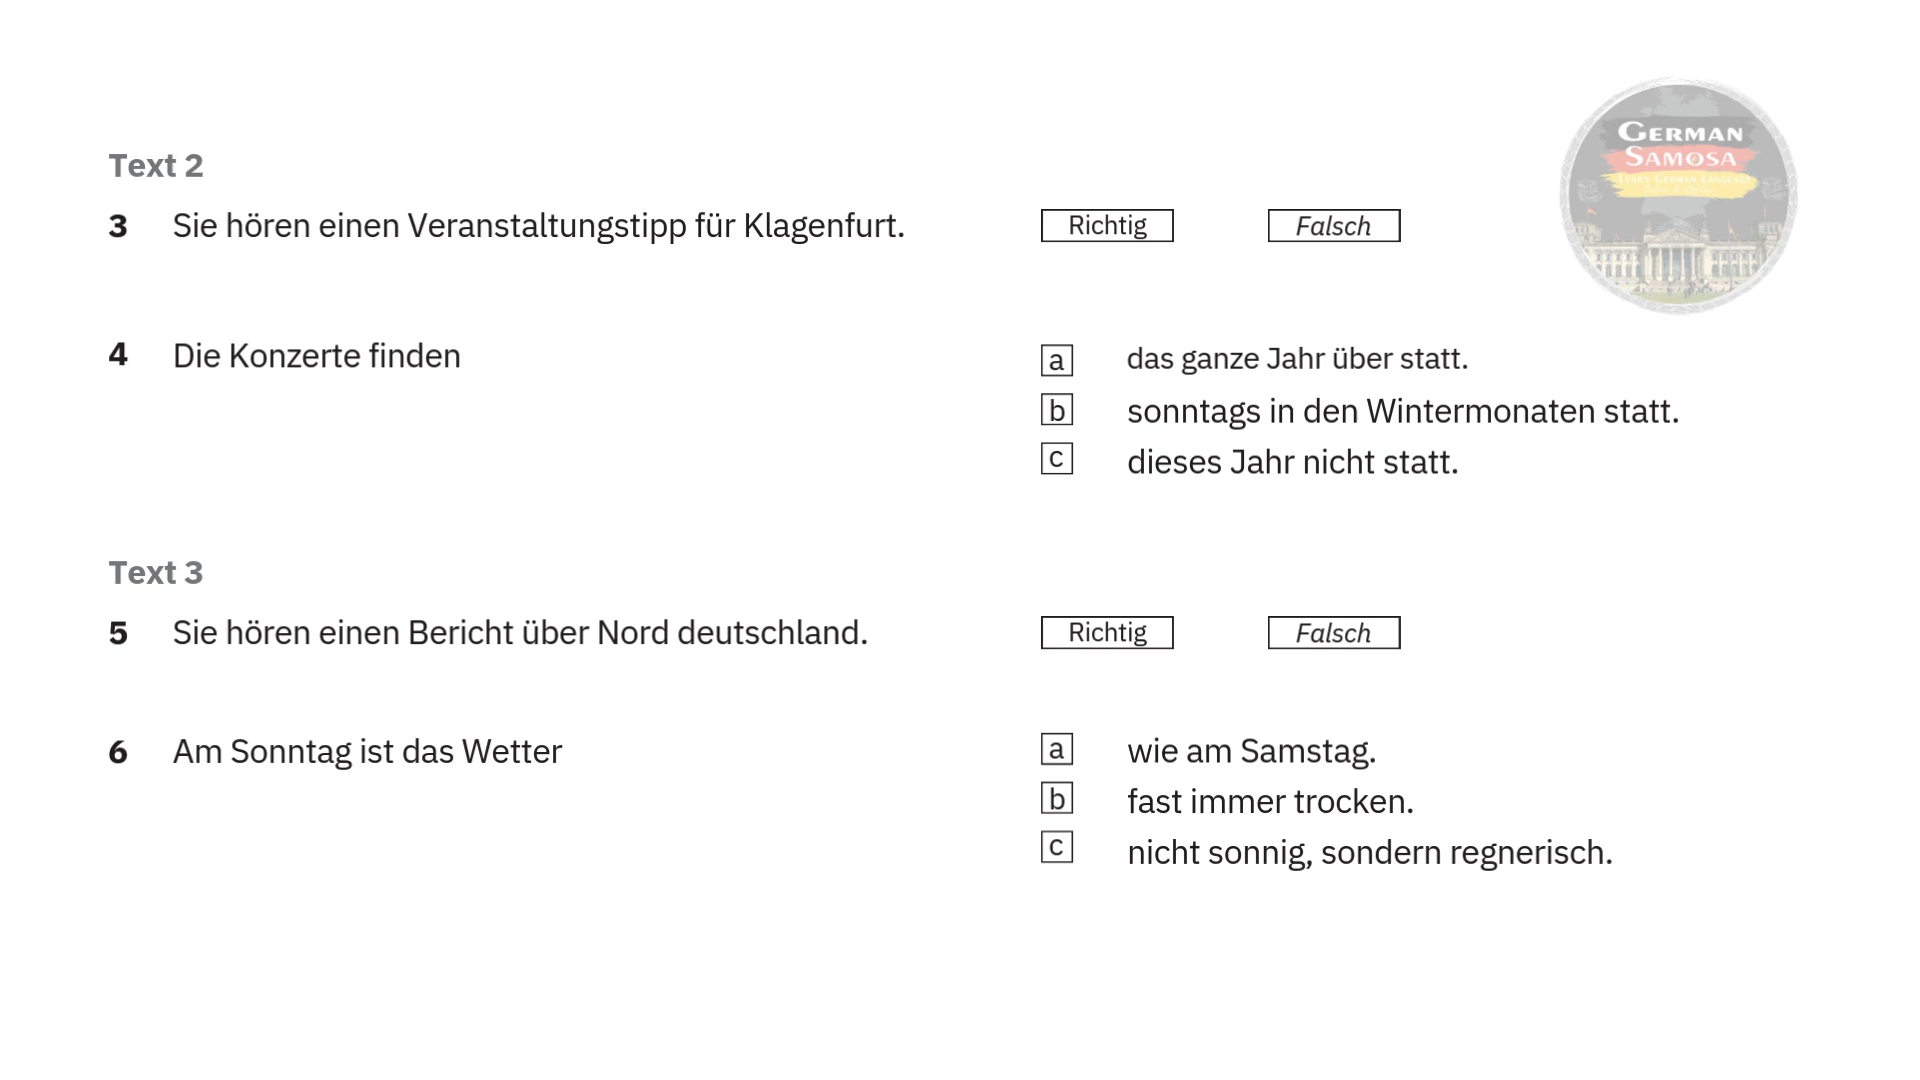 GERMAN
SAMOSA
LEARN GERMAN LANGUAGE
Text 2
3 Sie hören einen Veranstaltungstipp für Klagenfurt. Richtig Falsch
4 Die Konzerte finden
a das ganze Jahr über statt.
b sonntags in den Wintermonaten statt.
c dieses Jahr nicht statt.
Text 3
5 Sie hören einen Bericht über Nord deutschland. Richtig Falsch
6 Am Sonntag ist das Wetter
a wie am Samstag.
b fast immer trocken.
c nicht sonnig, sondern regnerisch.